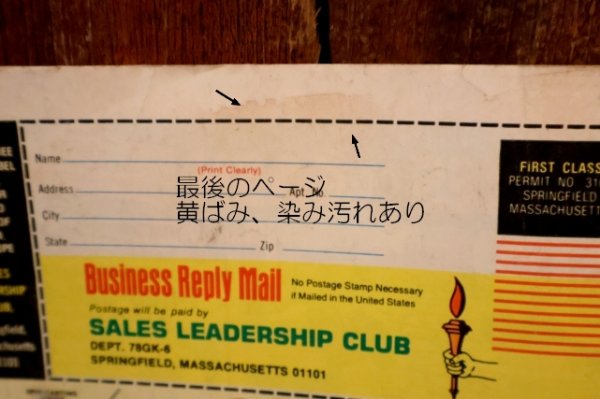 Name
(Print Clearly)
Address
Apt. No.
最後のページ
黄ばみ、染み汚れあり
City
State Zip
FIRST CLASS
PERMIT NO
SPRINGFIELD
MASSACHUSETTS
Business Reply Mail
No Postage Stamp Necessary
if Mailed in the United States
Postage will be paid by
SALES LEADERSHIP CLUB
DEPT. 78GK-6
SPRINGFIELD, MASSACHUSETTS 01101